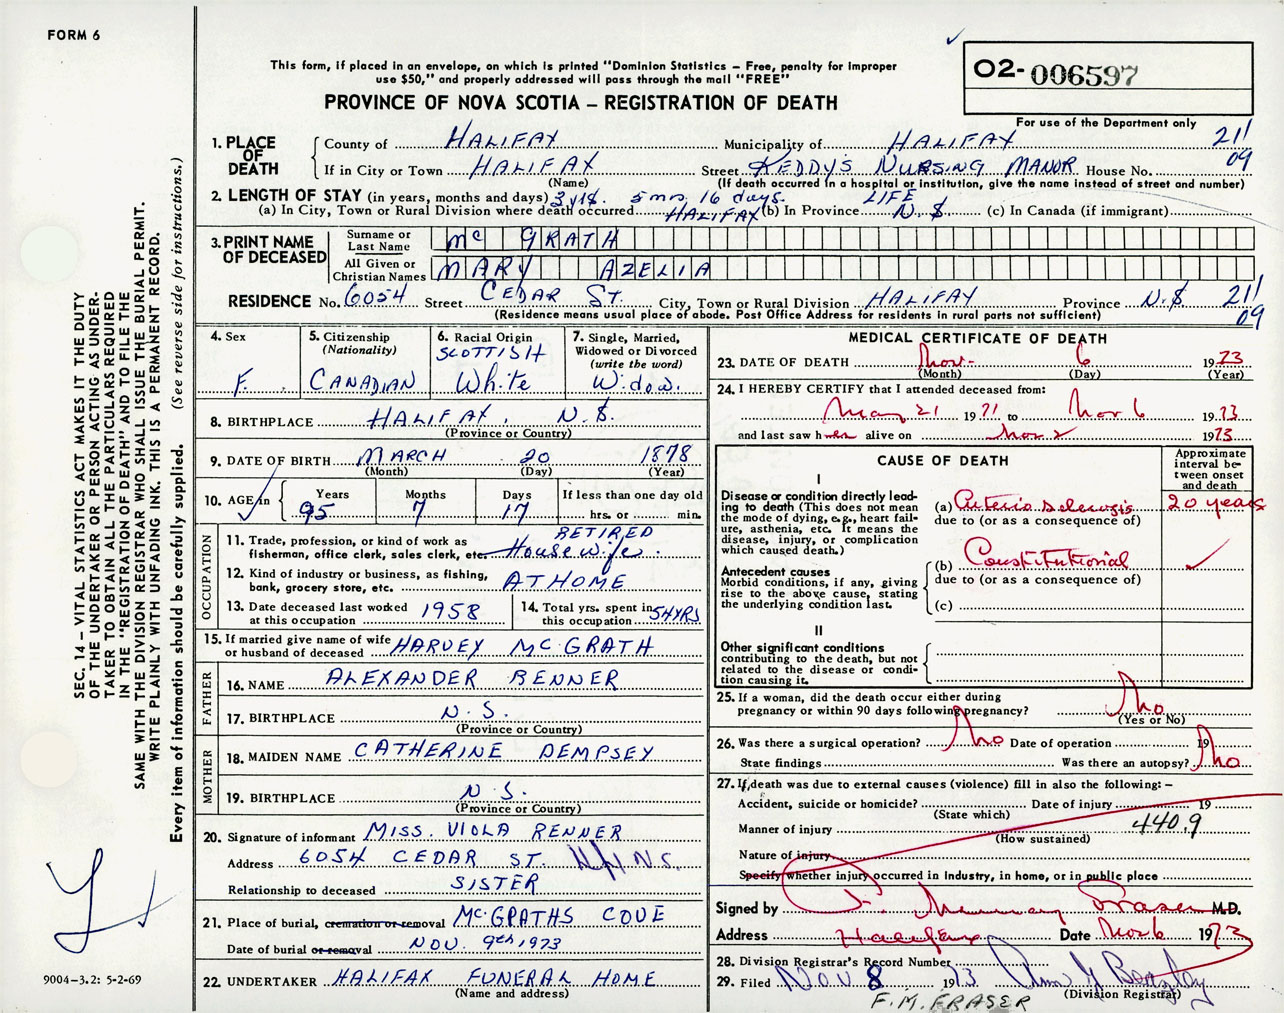 FORM 6
This form, if placed in an envelope, on which is printed "Dominion Statistics – Free, penalty for improper
use $50," and properly addressed will pass through the mail "FREE"
PROVINCE OF NOVA SCOTIA – REGISTRATION OF DEATH
02-006597
For use of the Department only
21/
09
1. PLACE OF DEATH
County of HALIFAX Municipality of HALIFAX
If in City or Town HALIFAX Street KEDDY'S NURSING MANOR House No.
(Name) (If death occurred in a hospital or institution, give the name instead of street and number)
2. LENGTH OF STAY (in years, months and days) 3 yrs. 5 mo. 16 days. LIFE
(a) In City, Town or Rural Division where death occurred HALIFAX (b) In Province N.S. (c) In Canada (if immigrant)
3. PRINT NAME OF DECEASED
Surname or Last Name Mc GRATH
All Given or Christian Names MARY AZELIA
RESIDENCE No. 6054 Street CEDAR ST. City, Town or Rural Division HALIFAX Province N.S. 21/
(Residence means usual place of abode. Post Office Address for residents in rural parts not sufficient) 09
4. Sex F.
5. Citizenship (Nationality) CANADIAN
6. Racial Origin SCOTTISH White
7. Single, Married, Widowed or Divorced (write the word) Widow.
8. BIRTHPLACE HALIFAX, N.S.
(Province or Country)
9. DATE OF BIRTH MARCH 20 1878
(Month) (Day) (Year)
10. AGE in Years 95 Months 7 Days 17 If less than one day old hrs. or min.
OCCUPATION
11. Trade, profession, or kind of work as fisherman, office clerk, sales clerk, etc. RETIRED Housewife.
12. Kind of industry or business, as fishing, bank, grocery store, etc. AT HOME
13. Date deceased last worked at this occupation 1958
14. Total yrs. spent in this occupation 54 YRS
15. If married give name of wife or husband of deceased HARVEY McGRATH
FATHER
16. NAME ALEXANDER RENNER
17. BIRTHPLACE N.S.
(Province or Country)
MOTHER
18. MAIDEN NAME CATHERINE DEMPSEY
19. BIRTHPLACE N.S.
(Province or Country)
20. Signature of informant MISS. VIOLA RENNER
Address 6054 CEDAR ST. N.S.
Relationship to deceased SISTER
21. Place of burial, cremation or removal McGRATHS COVE
Date of burial or removal NOV. 9th 1973
22. UNDERTAKER HALIFAX FUNERAL HOME
(Name and address)
MEDICAL CERTIFICATE OF DEATH
23. DATE OF DEATH Nov. 6 1973
(Month) (Day) (Year)
24. I HEREBY CERTIFY that I attended deceased from:
May 21 1971 to Nov 6 1973
and last saw her alive on Nov. 2 1973
CAUSE OF DEATH
Approximate interval between onset and death
I
Disease or condition directly leading to death (This does not mean the mode of dying, e.g., heart failure, asthenia, etc. It means the disease, injury, or complication which caused death.)
(a) Arteriosclerosis 20 years
due to (or as a consequence of)
Antecedent causes
Morbid conditions, if any, giving rise to the above cause, stating the underlying condition last.
(b) Constitutional
due to (or as a consequence of)
(c)
II
Other significant conditions
contributing to the death, but not related to the disease or condition causing it.
25. If a woman, did the death occur either during
pregnancy or within 90 days following pregnancy? No
(Yes or No)
26. Was there a surgical operation? No Date of operation 19
State findings Was there an autopsy? No
27. If death was due to external causes (violence) fill in also the following:–
Accident, suicide or homicide? Date of injury 19
(State which)
Manner of injury 440.9
(How sustained)
Nature of injury
Specify whether injury occurred in Industry, in home, or in public place
Signed by F. Murray Fraser M.D.
Address Halifax Date Nov 6 1973
28. Division Registrar's Record Number
29. Filed NOV 8 1973
(Division Registrar)
F.M. FRASER
SEC. 14 – VITAL STATISTICS ACT MAKES IT THE DUTY
OF THE UNDERTAKER OR PERSON ACTING AS UNDER-
TAKER TO OBTAIN ALL THE PARTICULARS REQUIRED
IN THE "REGISTRATION OF DEATH" AND TO FILE THE
SAME WITH THE DIVISION REGISTRAR WHO SHALL ISSUE THE BURIAL PERMIT.
WRITE PLAINLY WITH UNFADING INK. THIS IS A PERMANENT RECORD.
Every item of information should be carefully supplied. (See reverse side for instructions.)
9004–3.2: 5-2-69